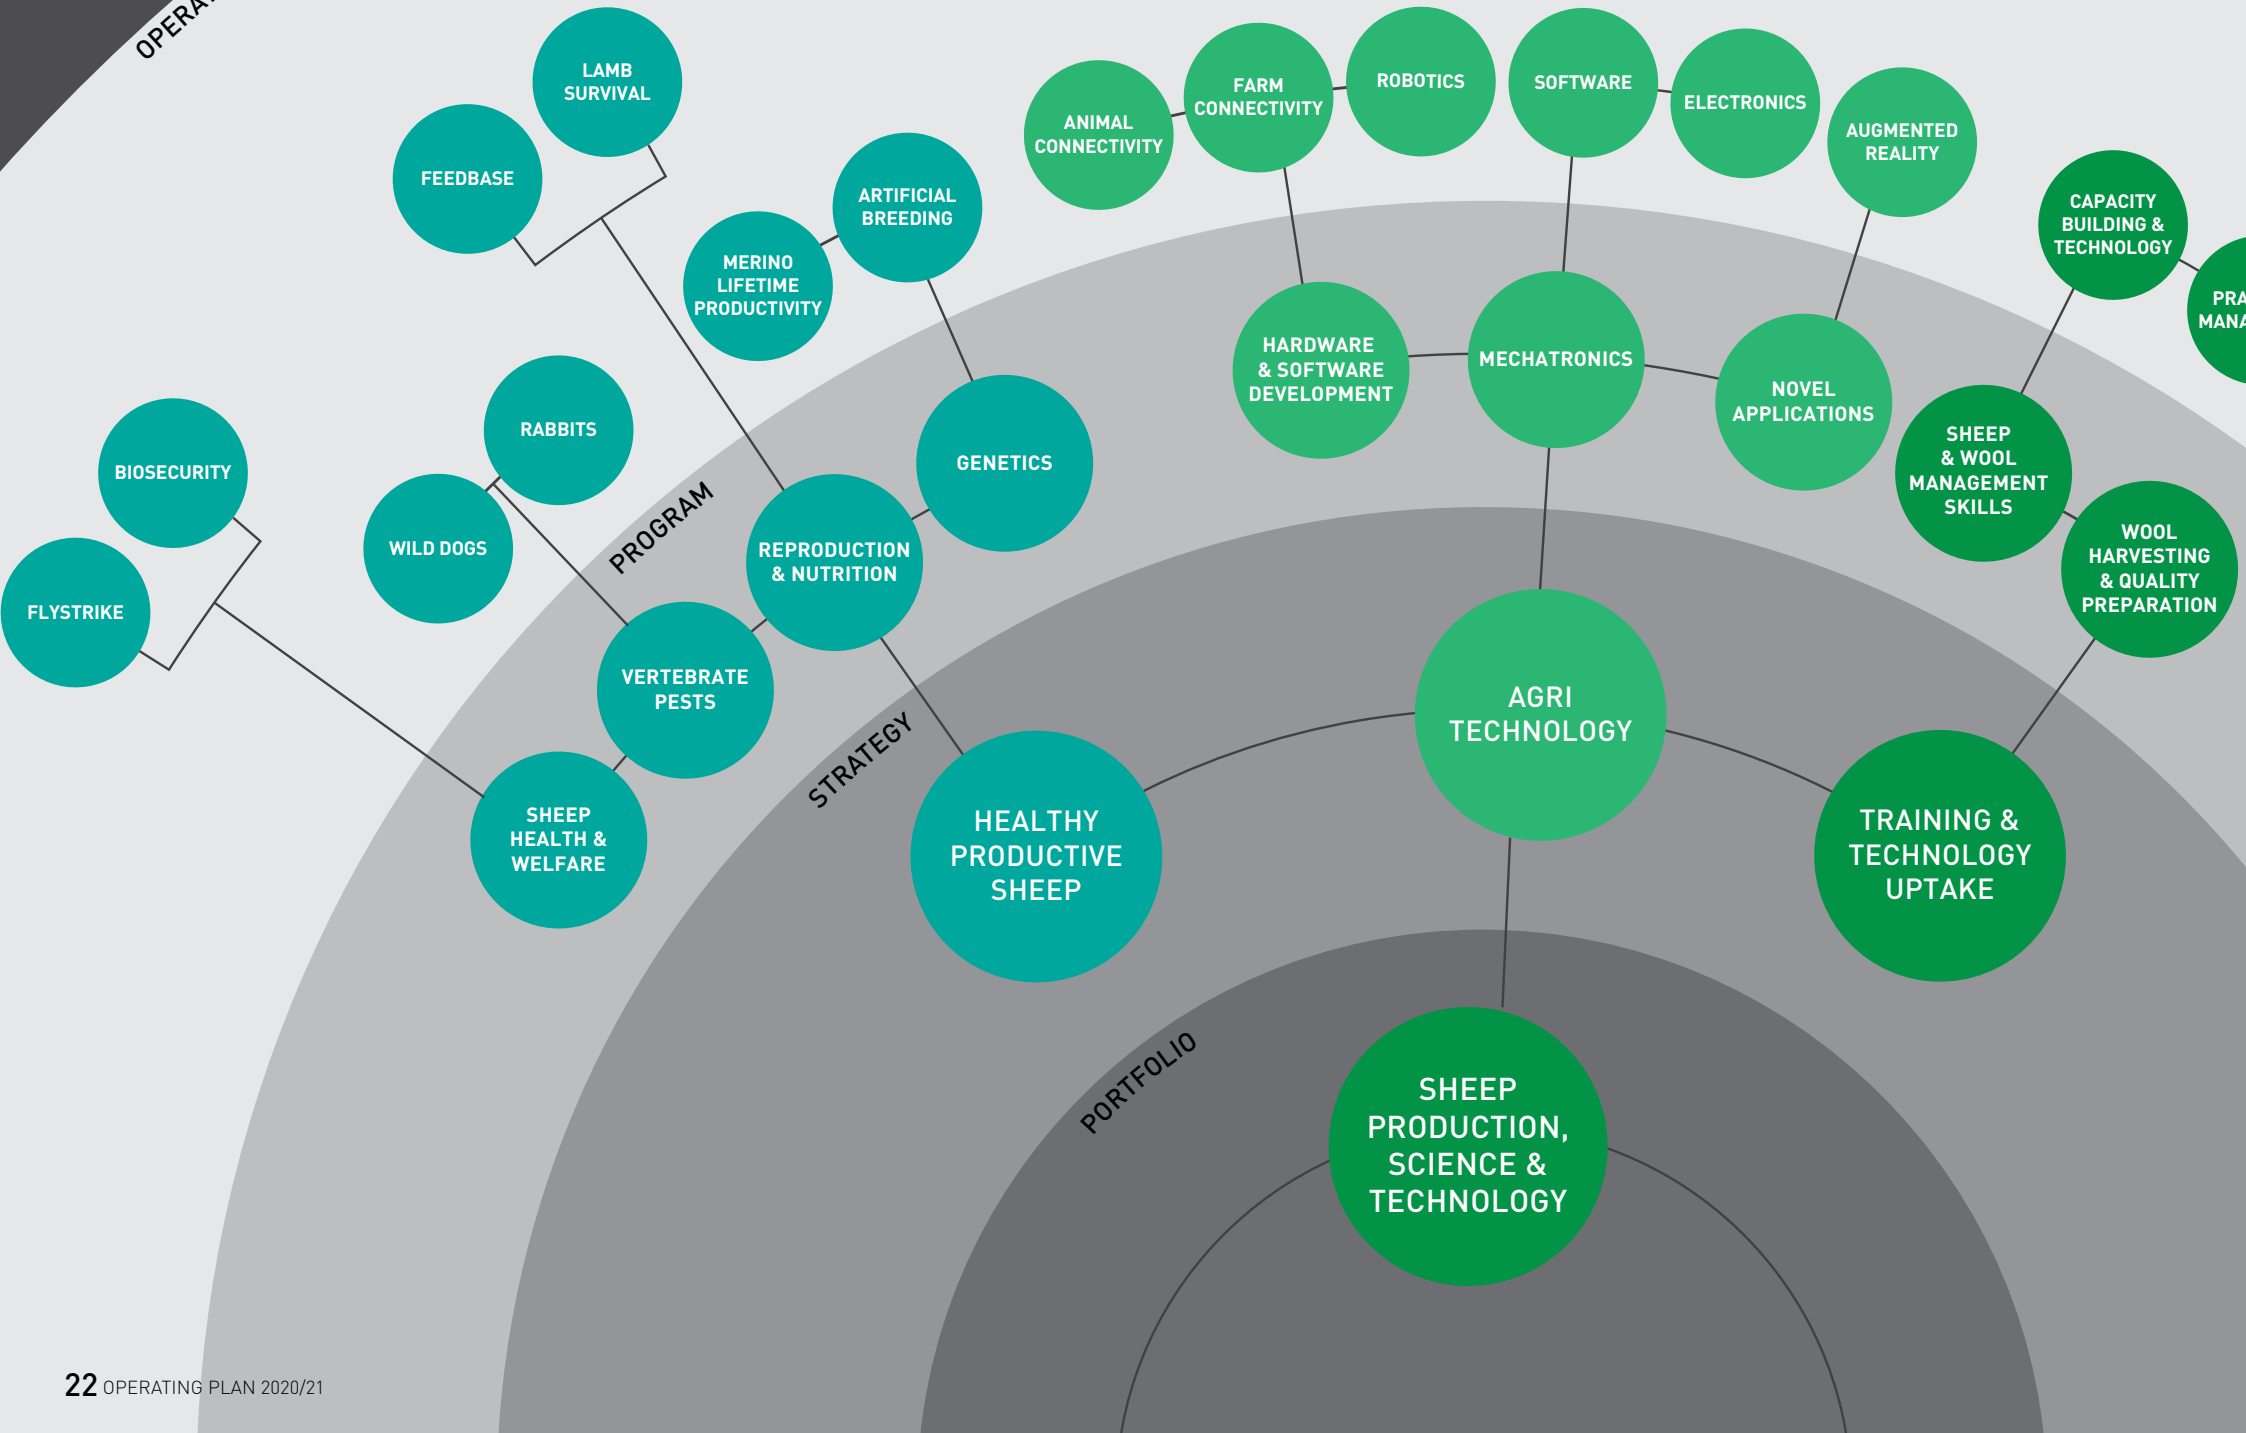 OPERA
LAMB
SURVIVAL
FEEDBASE
ARTIFICIAL
BREEDING
MERINO
LIFETIME
PRODUCTIVITY
RABBITS
BIOSECURITY
WILD DOGS
FLYSTRIKE
ANIMAL
CONNECTIVITY
FARM
CONNECTIVITY
ROBOTICS
SOFTWARE
ELECTRONICS
AUGMENTED
REALITY
CAPACITY
BUILDING &
TECHNOLOGY
PRA
MANA
PROGRAM
GENETICS
REPRODUCTION
& NUTRITION
VERTEBRATE
PESTS
SHEEP
HEALTH &
WELFARE
HARDWARE
& SOFTWARE
DEVELOPMENT
MECHATRONICS
NOVEL
APPLICATIONS
SHEEP
& WOOL
MANAGEMENT
SKILLS
WOOL
HARVESTING
& QUALITY
PREPARATION
STRATEGY
HEALTHY
PRODUCTIVE
SHEEP
AGRI
TECHNOLOGY
TRAINING &
TECHNOLOGY
UPTAKE
PORTFOLIO
SHEEP
PRODUCTION,
SCIENCE &
TECHNOLOGY
22 OPERATING PLAN 2020/21